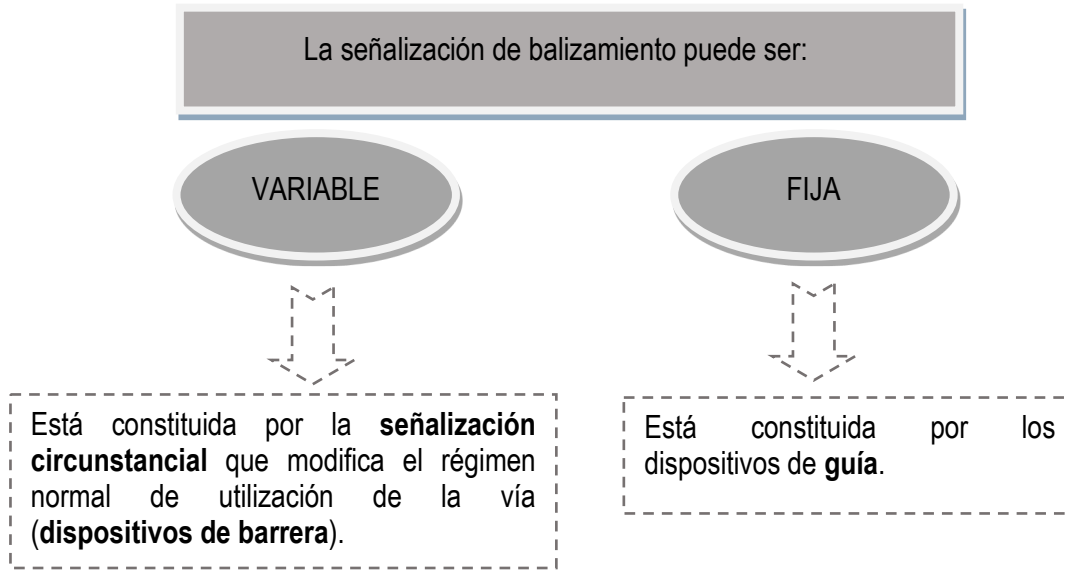 La señalización de balizamiento puede ser:
VARIABLE
FIJA
Está constituida por la señalización
circunstancial que modifica el régimen
normal de utilización de la vía
(dispositivos de barrera).
Está constituida por los
dispositivos de guía.